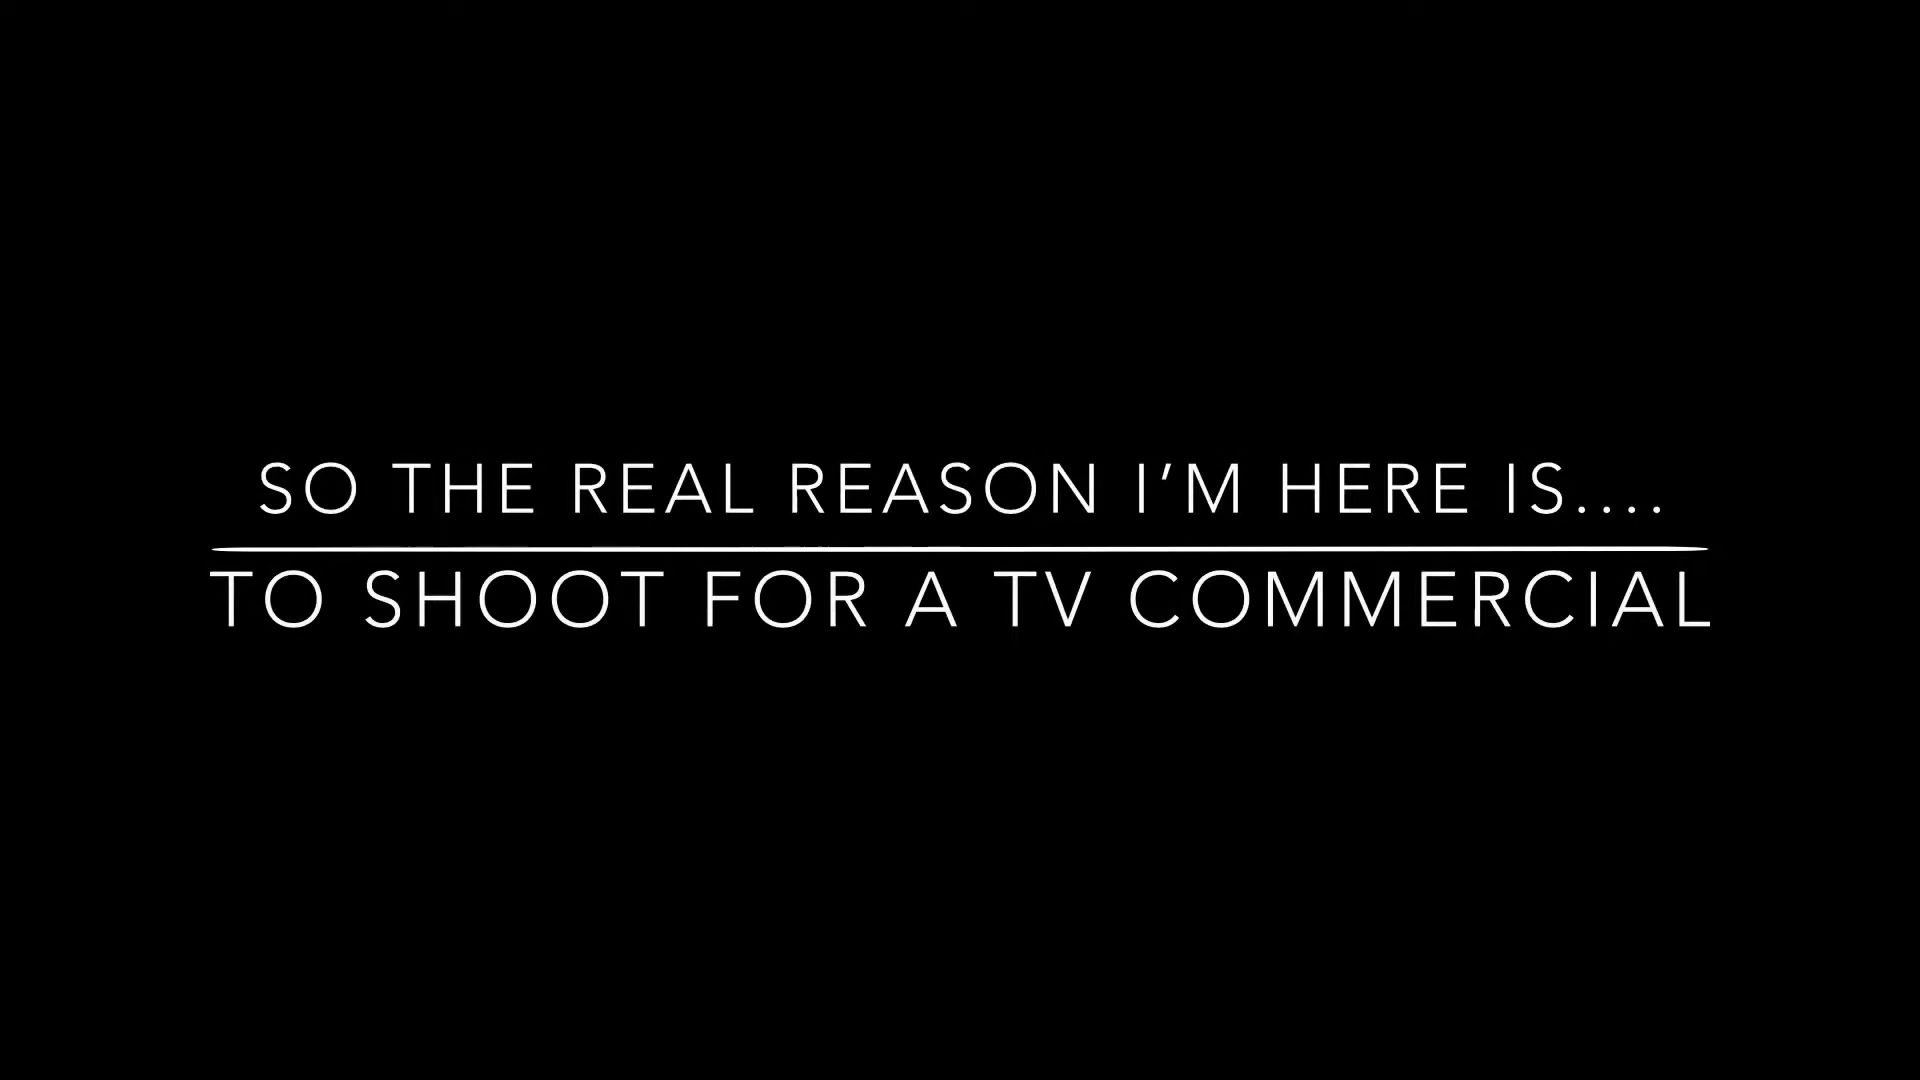 SO THE REAL REASON I’M HERE IS....
TO SHOOT FOR A TV COMMERCIAL